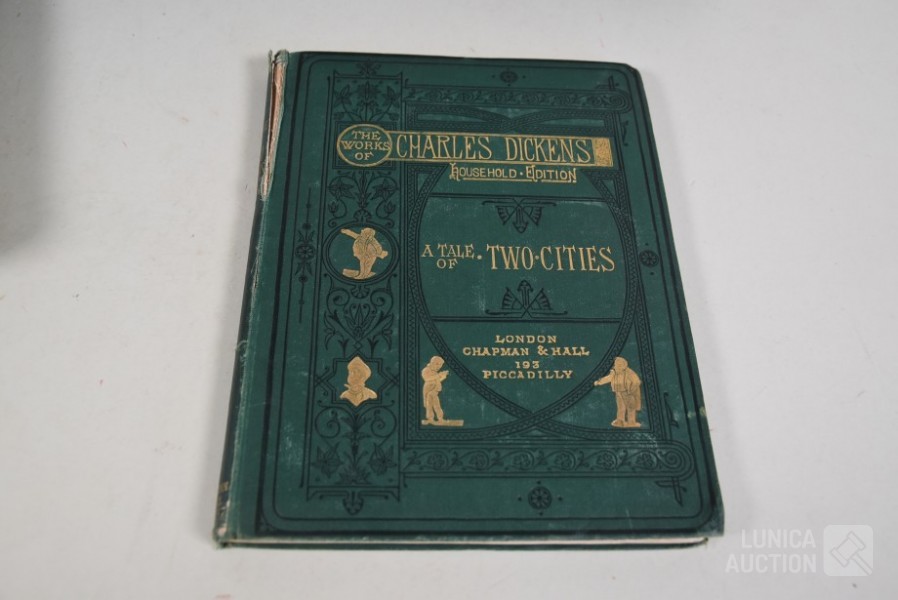 THE
WORKS
OF
CHARLES DICKENS
HOUSEHOLD · EDITION
A TALE
OF · TWO · CITIES
LONDON
CHAPMAN & HALL
193
PICCADILLY
LUNICA
AUCTION